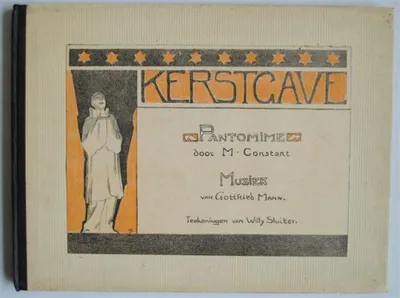 KERSTGAVE
PANTOMIME
door M. Constant
MUZIEK
van Gottfried Mann.
Teekeningen van Willy Sluiter.